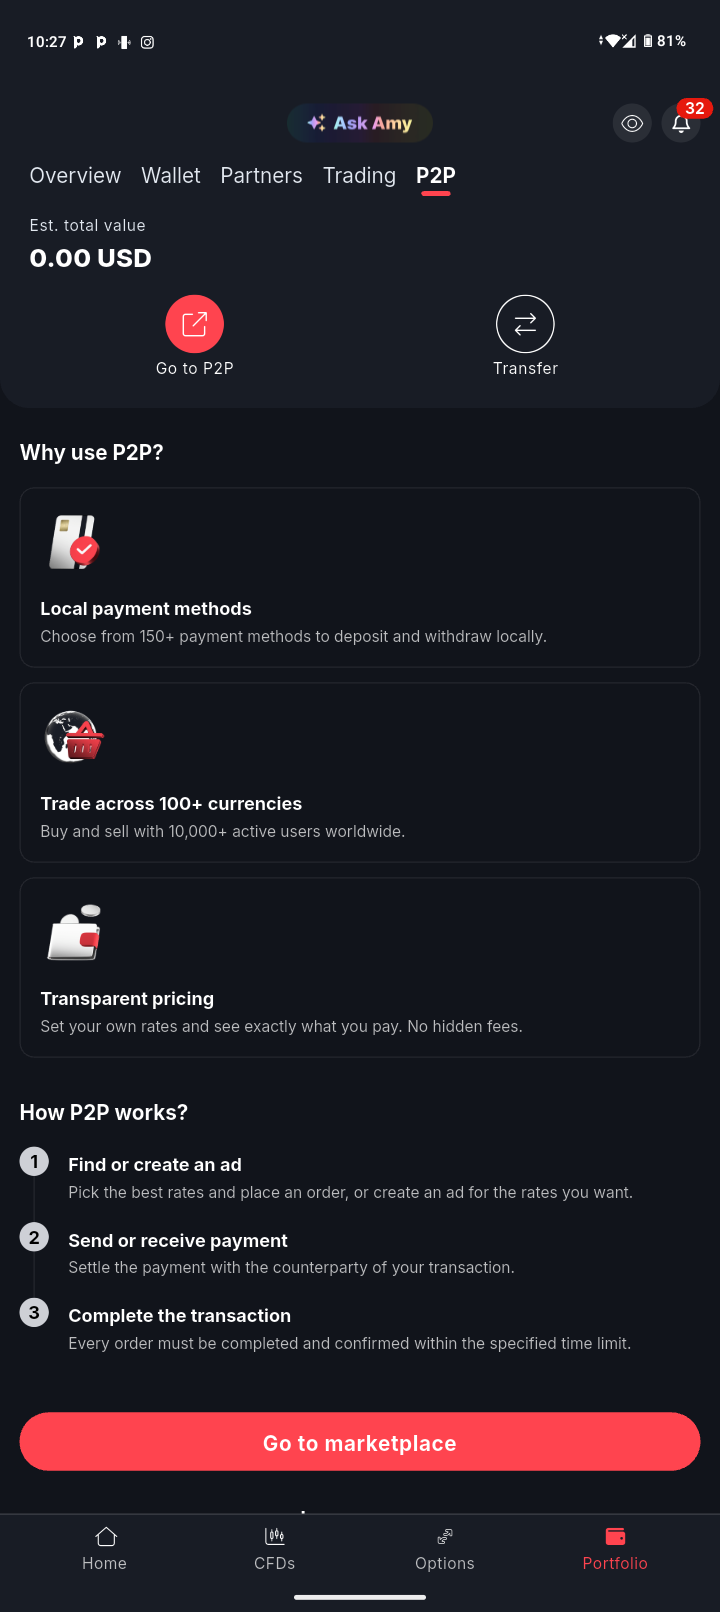 10:27
81%
Ask Amy
32
Overview Wallet Partners Trading P2P
Est. total value
0.00 USD
Go to P2P
Transfer
Why use P2P?
Local payment methods
Choose from 150+ payment methods to deposit and withdraw locally.
Trade across 100+ currencies
Buy and sell with 10,000+ active users worldwide.
Transparent pricing
Set your own rates and see exactly what you pay. No hidden fees.
How P2P works?
1
Find or create an ad
Pick the best rates and place an order, or create an ad for the rates you want.
2
Send or receive payment
Settle the payment with the counterparty of your transaction.
3
Complete the transaction
Every order must be completed and confirmed within the specified time limit.
Go to marketplace
Home
CFDs
Options
Portfolio